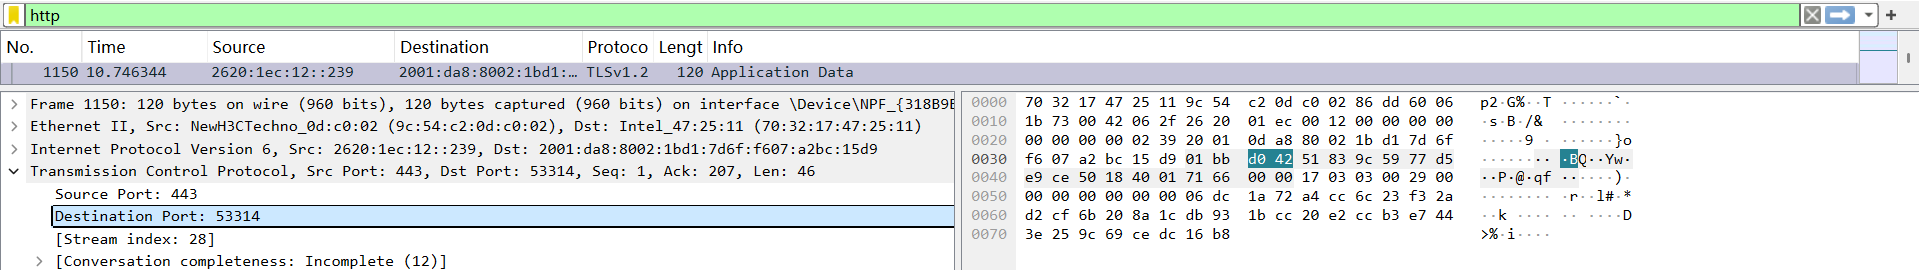 http
No. Time Source Destination Protoco Lengt Info
1150 10.746344 2620:1ec:12::239 2001:da8:8002:1bd1:… TLSv1.2 120 Application Data
Frame 1150: 120 bytes on wire (960 bits), 120 bytes captured (960 bits) on interface \Device\NPF_{318B9E
Ethernet II, Src: NewH3CTechno_0d:c0:02 (9c:54:c2:0d:c0:02), Dst: Intel_47:25:11 (70:32:17:47:25:11)
Internet Protocol Version 6, Src: 2620:1ec:12::239, Dst: 2001:da8:8002:1bd1:7d6f:f607:a2bc:15d9
Transmission Control Protocol, Src Port: 443, Dst Port: 53314, Seq: 1, Ack: 207, Len: 46
Source Port: 443
Destination Port: 53314
[Stream index: 28]
[Conversation completeness: Incomplete (12)]
0000 70 32 17 47 25 11 9c 54 c2 0d c0 02 86 dd 60 06 p2·G%··T ······`·
0010 1b 73 00 42 06 2f 26 20 01 ec 00 12 00 00 00 00 ·s·B·/& ········
0020 00 00 00 00 02 39 20 01 0d a8 80 02 1b d1 7d 6f ·····9 · ······}o
0030 f6 07 a2 bc 15 d9 01 bb d0 42 51 83 9c 59 77 d5 ········ ·BQ··Yw·
0040 e9 ce 50 18 40 01 71 66 00 00 17 03 03 00 29 00 ··P·@·qf ······)·
0050 00 00 00 00 00 00 06 dc 1a 72 a4 cc 6c 23 f3 2a ········ ·r··l#·*
0060 d2 cf 6b 20 8a 1c db 93 1b cc 20 e2 cc b3 e7 44 ··k ···· ·· ····D
0070 3e 25 9c 69 ce dc 16 b8 >%·i····